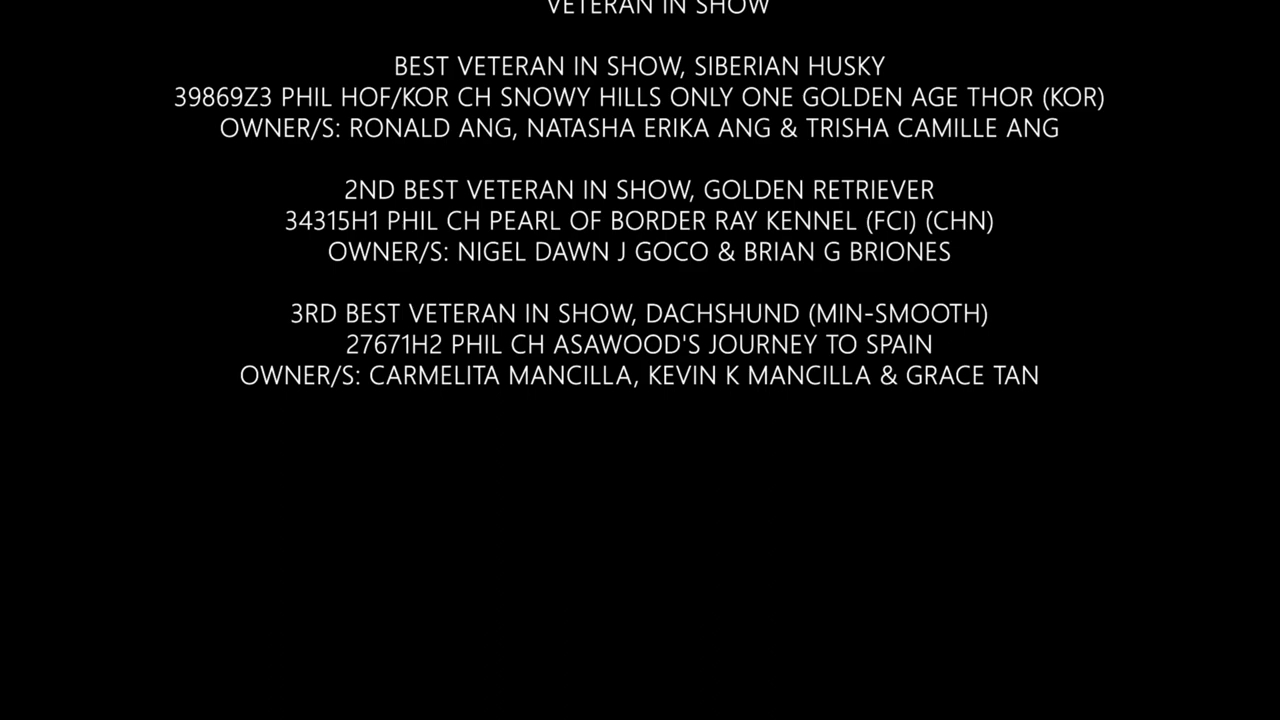 VETERAN IN SHOW
BEST VETERAN IN SHOW, SIBERIAN HUSKY
39869Z3 PHIL HOF/KOR CH SNOWY HILLS ONLY ONE GOLDEN AGE THOR (KOR)
OWNER/S: RONALD ANG, NATASHA ERIKA ANG & TRISHA CAMILLE ANG
2ND BEST VETERAN IN SHOW, GOLDEN RETRIEVER
34315H1 PHIL CH PEARL OF BORDER RAY KENNEL (FCI) (CHN)
OWNER/S: NIGEL DAWN J GOCO & BRIAN G BRIONES
3RD BEST VETERAN IN SHOW, DACHSHUND (MIN-SMOOTH)
27671H2 PHIL CH ASAWOOD'S JOURNEY TO SPAIN
OWNER/S: CARMELITA MANCILLA, KEVIN K MANCILLA & GRACE TAN